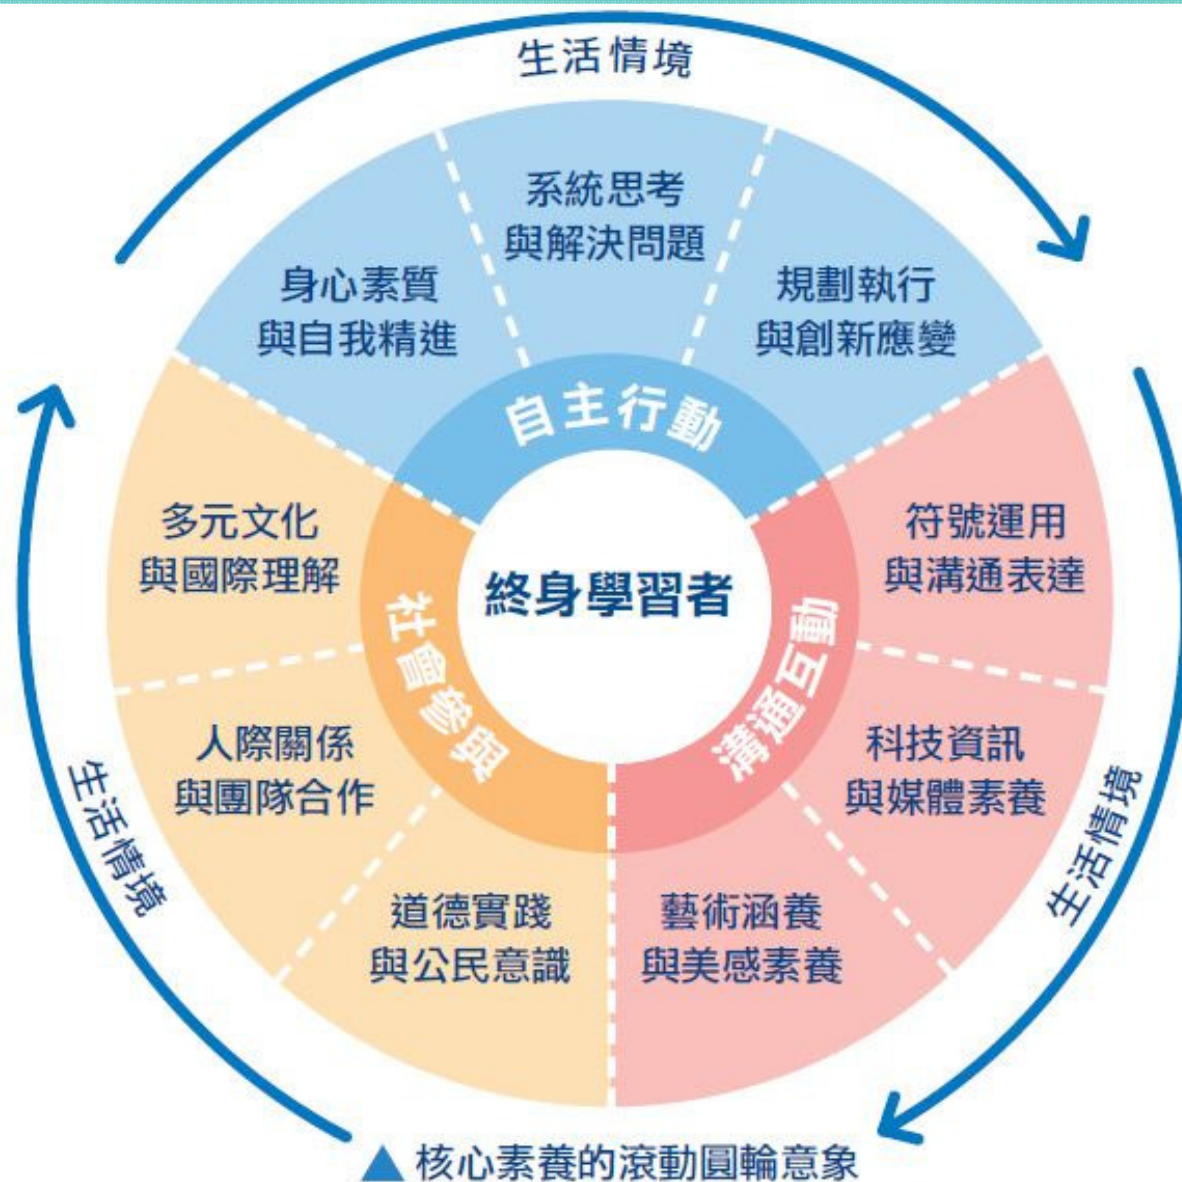 生活情境
系統思考
與解決問題
身心素質
與自我精進
規劃執行
與創新應變
自主行動
多元文化
與國際理解
符號運用
與溝通表達
終身學習者
社會參與
溝通互動
人際關係
與團隊合作
科技資訊
與媒體素養
生活情境
生活情境
道德實踐
與公民意識
藝術涵養
與美感素養
▲ 核心素養的滾動圓輪意象